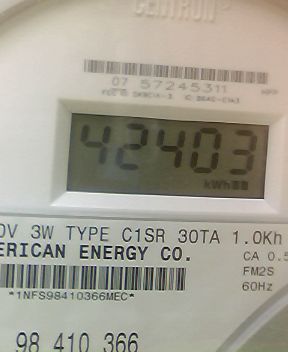 CENTRON
07 57245311
42403
kWh
0V 3W TYPE C1SR 30TA 1.0Kh
ERICAN ENERGY CO.
CA 0.5
FM2S
*1NFS98410366MEC*
60Hz
98 410 366